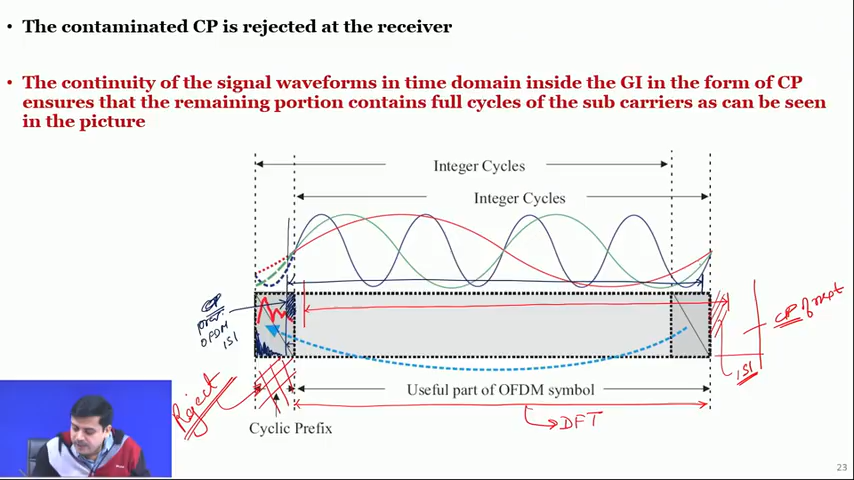 • The contaminated CP is rejected at the receiver
• The continuity of the signal waveforms in time domain inside the GI in the form of CP
ensures that the remaining portion contains full cycles of the sub carriers as can be seen
in the picture
Integer Cycles
Integer Cycles
CP
OFDM
ISI
CP of next
ISI
Reject
Useful part of OFDM symbol
DFT
Cyclic Prefix
23